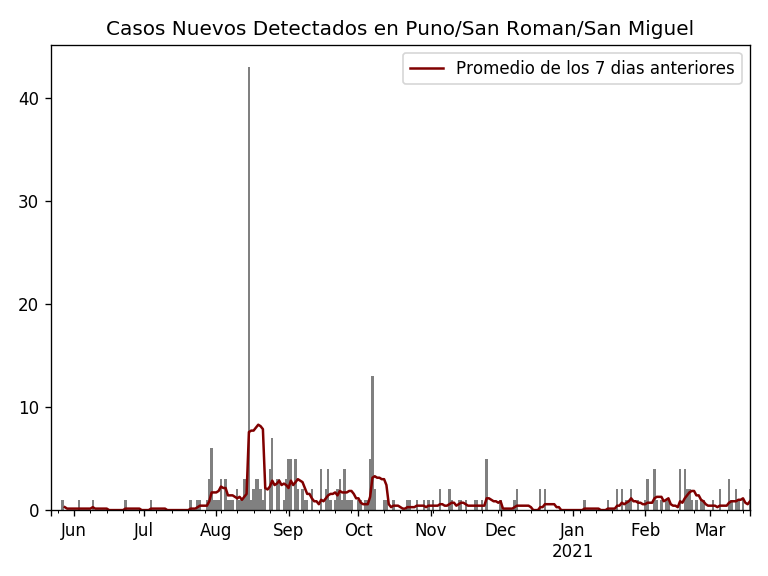 Casos Nuevos Detectados en Puno/San Roman/San Miguel
Promedio de los 7 dias anteriores
40
30
20
10
0
Jun Jul Aug Sep Oct Nov Dec Jan Feb Mar
2021